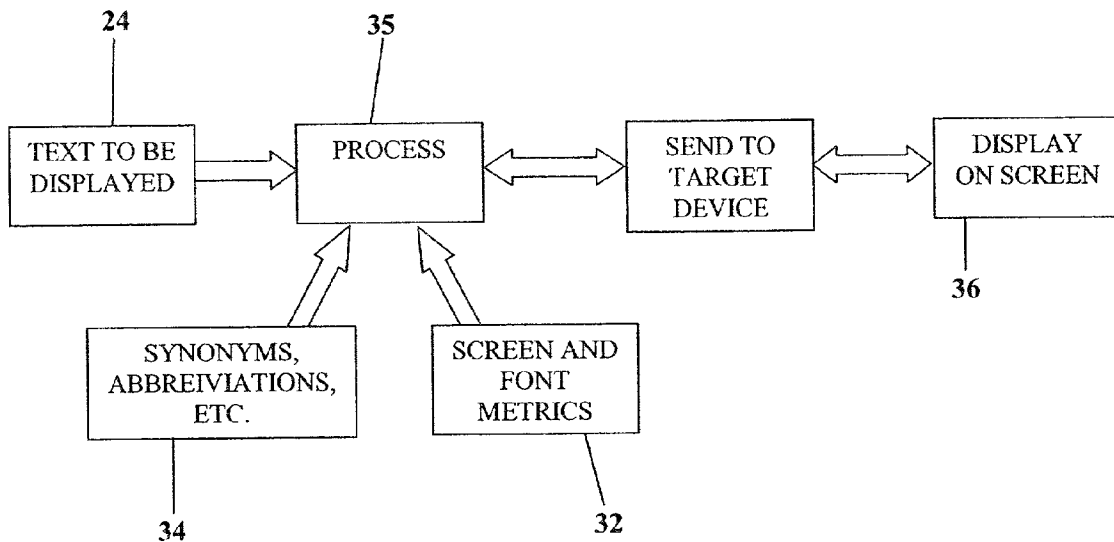 24
35
TEXT TO BE
DISPLAYED
PROCESS
SEND TO
TARGET
DEVICE
DISPLAY
ON SCREEN
36
SYNONYMS,
ABBREIVIATIONS,
ETC.
SCREEN AND
FONT
METRICS
34
32